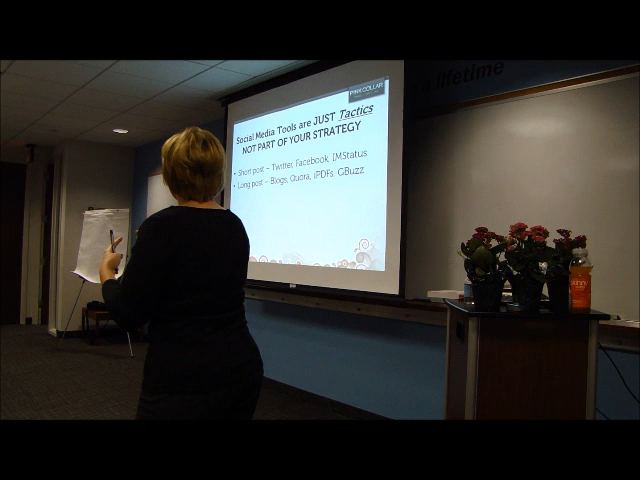 a lifetime
PINK COLLAR
Social Media Tools are JUST Tactics
NOT PART OF YOUR STRATEGY
• Short post – Twitter, Facebook, IMStatus
• Long post – Blogs, Quora, iPDFs, GBuzz
skinny